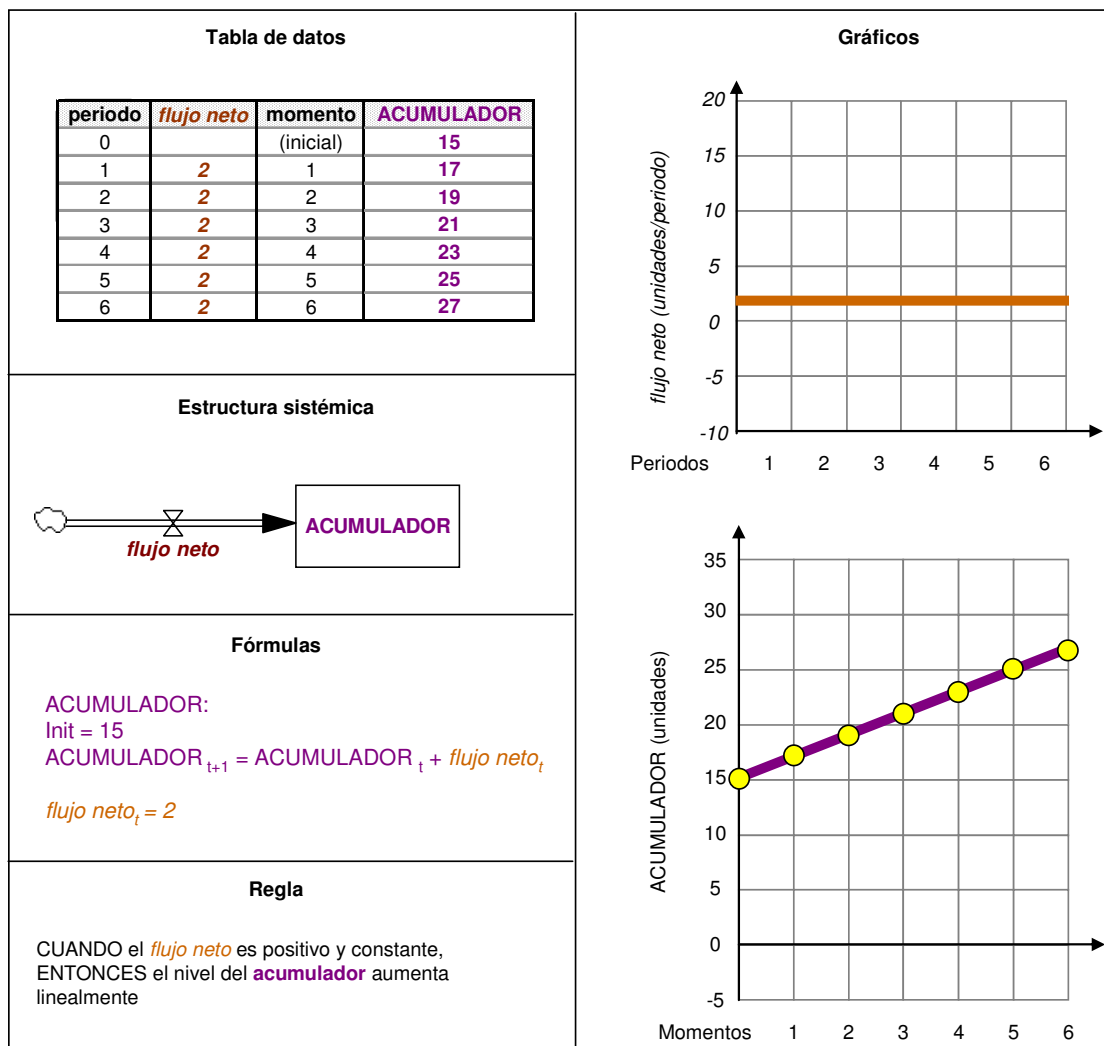 Tabla de datos
periodo flujo neto momento ACUMULADOR
0 (inicial) 15
1 2 1 17
2 2 2 19
3 2 3 21
4 2 4 23
5 2 5 25
6 2 6 27
Estructura sistémica
ACUMULADOR
flujo neto
Fórmulas
ACUMULADOR:
Init = 15
ACUMULADOR t+1 = ACUMULADOR t + flujo neto t
flujo neto t = 2
Regla
CUANDO el flujo neto es positivo y constante,
ENTONCES el nivel del acumulador aumenta
linealmente
Gráficos
flujo neto (unidades/periodo)
20
15
10
5
0
-5
-10
Periodos 1 2 3 4 5 6
ACUMULADOR (unidades)
35
30
25
20
15
10
5
0
-5
Momentos 1 2 3 4 5 6